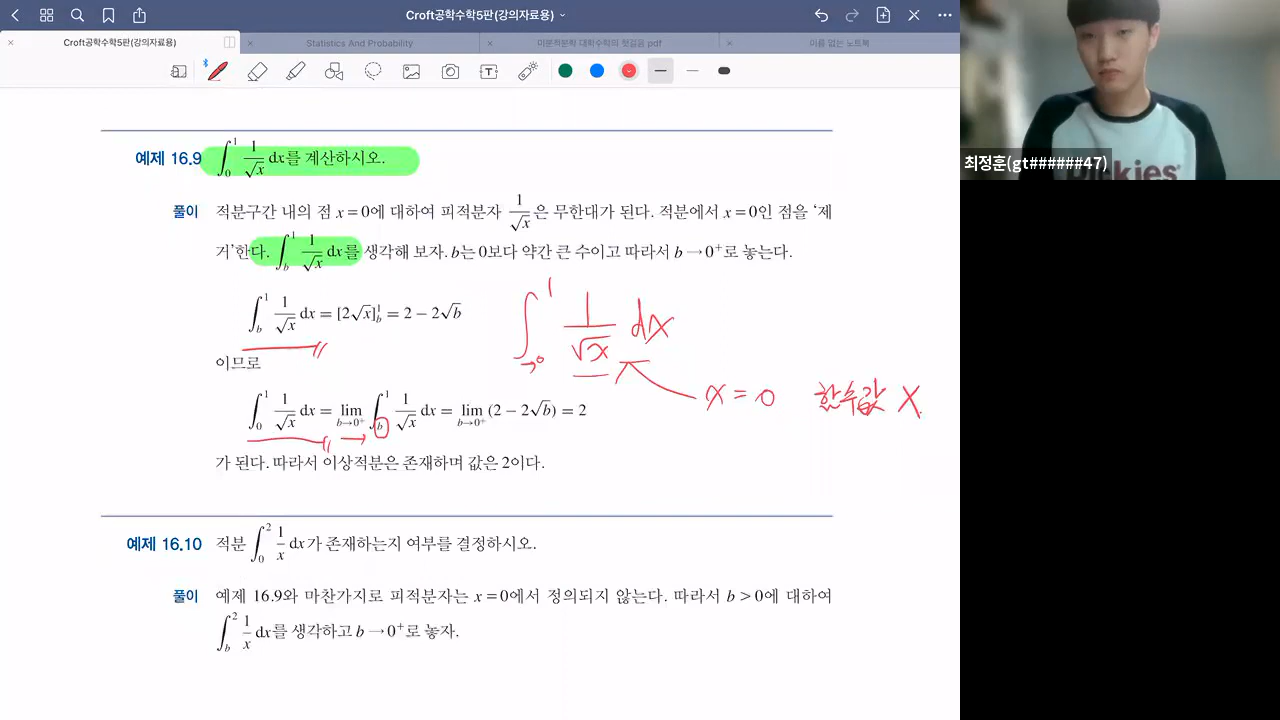 Croft공학수학5판(강의자료용)
Croft공학수학5판(강의자료용)
Statistics And Probability
미분적분학 대학수학의 첫걸음.pdf
이름 없는 노트북
최정훈(gt######47)
예제 16.9 ∫₀¹ 1/√x dx를 계산하시오.
풀이 적분구간 내의 점 x=0에 대하여 피적분자 1/√x은 무한대가 된다. 적분에서 x=0인 점을 ‘제
거’한다. ∫_b¹ 1/√x dx를 생각해 보자. b는 0보다 약간 큰 수이고 따라서 b→0⁺로 놓는다.
∫_b¹ 1/√x dx = [2√x]_b¹ = 2 − 2√b
∫→₀¹ 1/√x dx
이므로
x = 0 함수값 X
∫₀¹ 1/√x dx = lim_{b→0⁺} ∫_b¹ 1/√x dx = lim_{b→0⁺} (2 − 2√b) = 2
가 된다. 따라서 이상적분은 존재하며 값은 2이다.
예제 16.10 적분 ∫₀² 1/x dx가 존재하는지 여부를 결정하시오.
풀이 예제 16.9와 마찬가지로 피적분자는 x=0에서 정의되지 않는다. 따라서 b>0에 대하여
∫_b² 1/x dx를 생각하고 b→0⁺로 놓자.